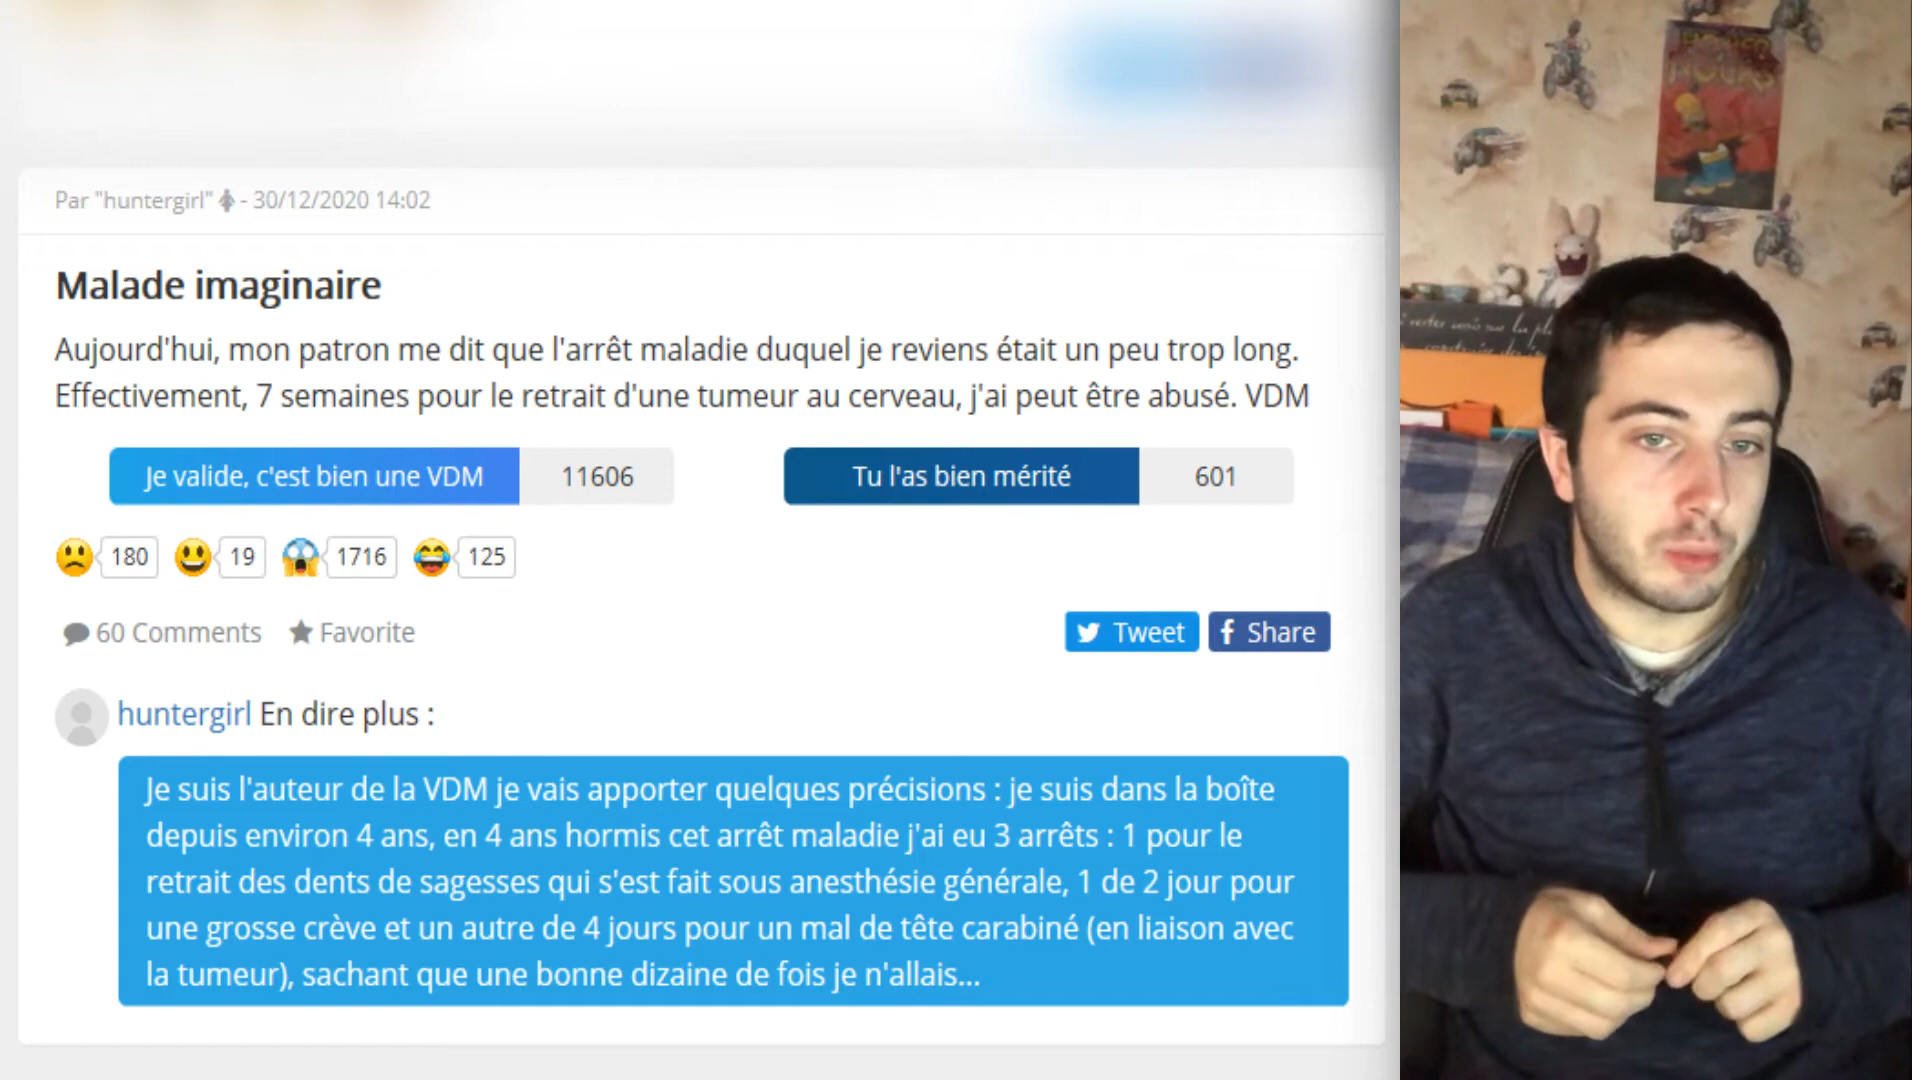 Par "huntergirl" - 30/12/2020 14:02
Malade imaginaire
Aujourd'hui, mon patron me dit que l'arrêt maladie duquel je reviens était un peu trop long.
Effectivement, 7 semaines pour le retrait d'une tumeur au cerveau, j'ai peut être abusé. VDM
Je valide, c'est bien une VDM 11606 Tu l'as bien mérité 601
180 19 1716 125
60 Comments Favorite Tweet Share
huntergirl En dire plus :
Je suis l'auteur de la VDM je vais apporter quelques précisions : je suis dans la boîte
depuis environ 4 ans, en 4 ans hormis cet arrêt maladie j'ai eu 3 arrêts : 1 pour le
retrait des dents de sagesses qui s'est fait sous anesthésie générale, 1 de 2 jour pour
une grosse crève et un autre de 4 jours pour un mal de tête carabiné (en liaison avec
la tumeur), sachant que une bonne dizaine de fois je n'allais...